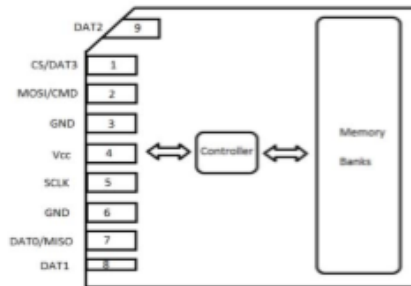 DAT2 9
CS/DAT3 1
MOSI/CMD 2
GND 3
Vcc 4
SCLK 5
GND 6
DAT0/MISO 7
DAT1 8
Controller
Memory
Banks